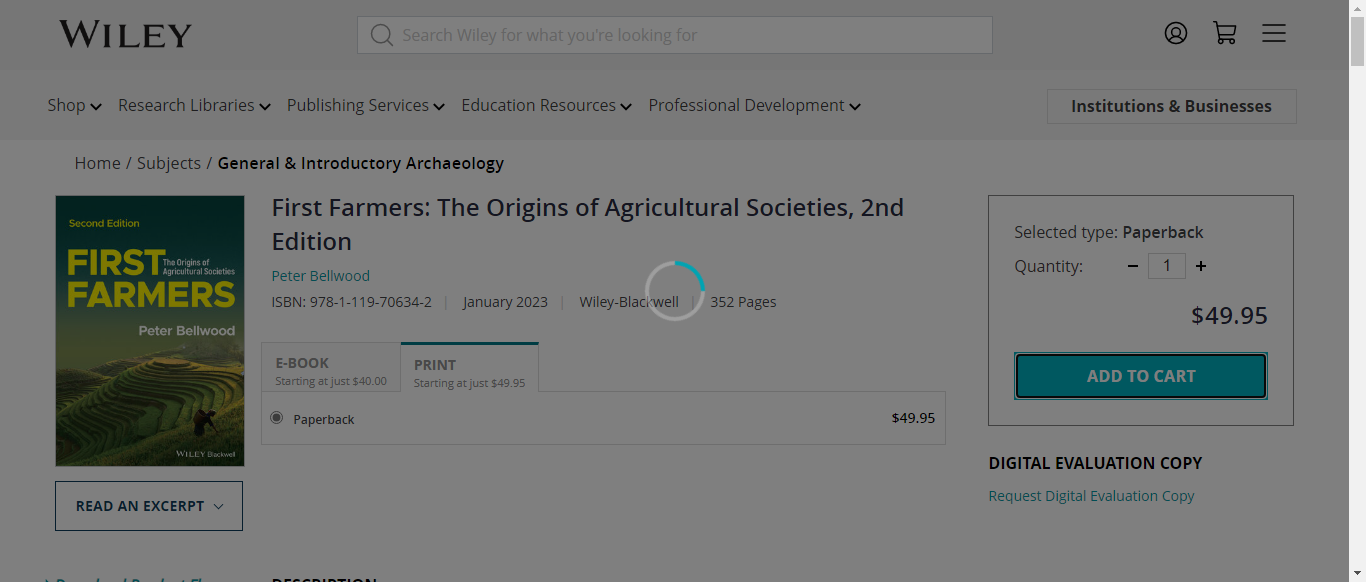 WILEY
Search Wiley for what you're looking for
Shop Research Libraries Publishing Services Education Resources Professional Development
Institutions & Businesses
Home / Subjects / General & Introductory Archaeology
Second Edition
FIRST
The Origins of
Agricultural Societies
FARMERS
Peter Bellwood
WILEY Blackwell
READ AN EXCERPT
First Farmers: The Origins of Agricultural Societies, 2nd
Edition
Peter Bellwood
ISBN: 978-1-119-70634-2 | January 2023 | Wiley-Blackwell | 352 Pages
E-BOOK
Starting at just $40.00
PRINT
Starting at just $49.95
Paperback $49.95
Selected type: Paperback
Quantity: − 1 +
$49.95
ADD TO CART
DIGITAL EVALUATION COPY
Request Digital Evaluation Copy
DESCRIPTION